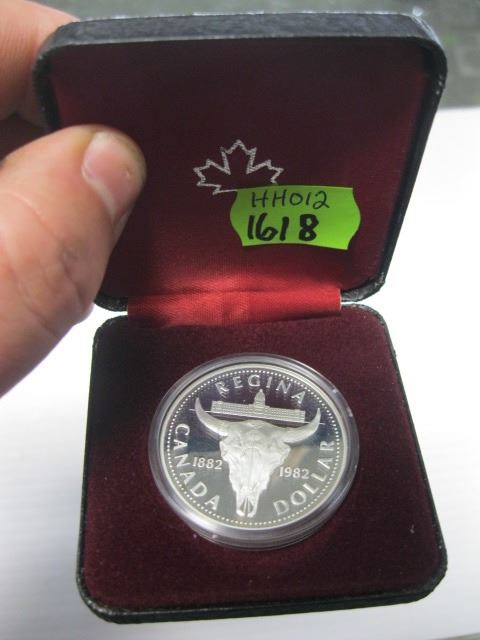 HH012
1618
REGINA
1882 1982
CANADA DOLLAR